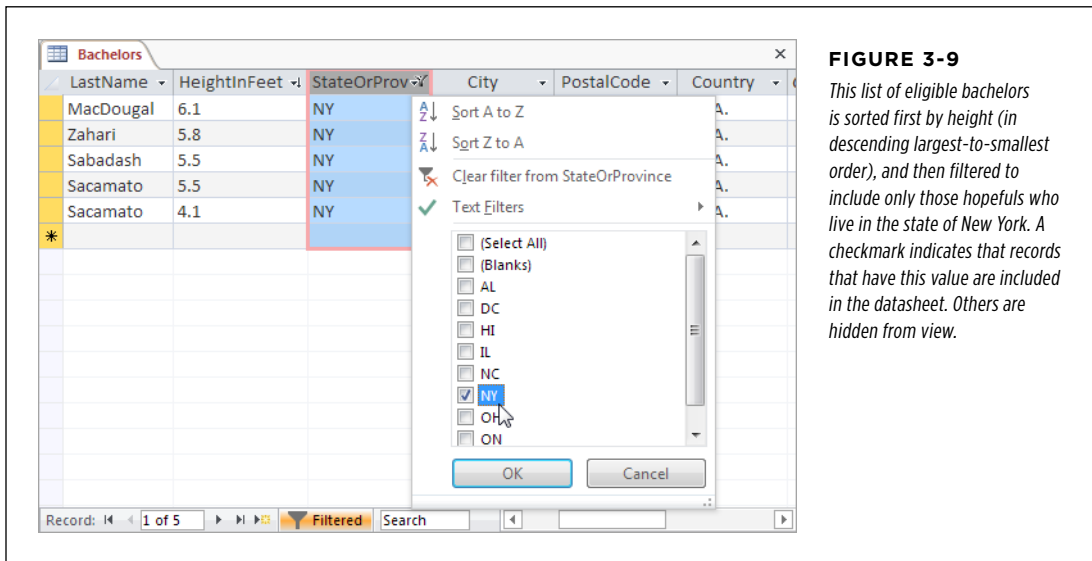 Bachelors
LastName HeightInFeet StateOrProv City PostalCode Country
MacDougal 6.1 NY A.
Zahari 5.8 NY A.
Sabadash 5.5 NY A.
Sacamato 5.5 NY A.
Sacamato 4.1 NY A.
*
Sort A to Z
Sort Z to A
Clear filter from StateOrProvince
Text Filters
(Select All)
(Blanks)
AL
DC
HI
IL
NC
NY
OH
ON
OK Cancel
Record: 1 of 5 Filtered Search
FIGURE 3-9
This list of eligible bachelors
is sorted first by height (in
descending largest-to-smallest
order), and then filtered to
include only those hopefuls who
live in the state of New York. A
checkmark indicates that records
that have this value are included
in the datasheet. Others are
hidden from view.